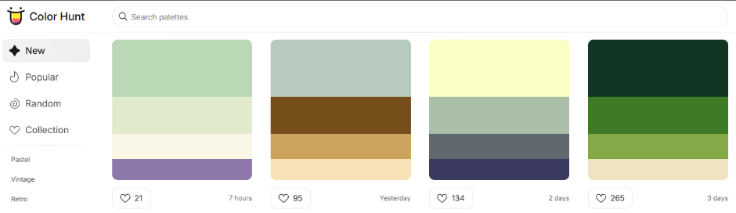 Color Hunt
Search palettes
New
Popular
Random
Collection
Pastel
Vintage
Retro
21 7 hours
95 Yesterday
134 2 days
265 3 days